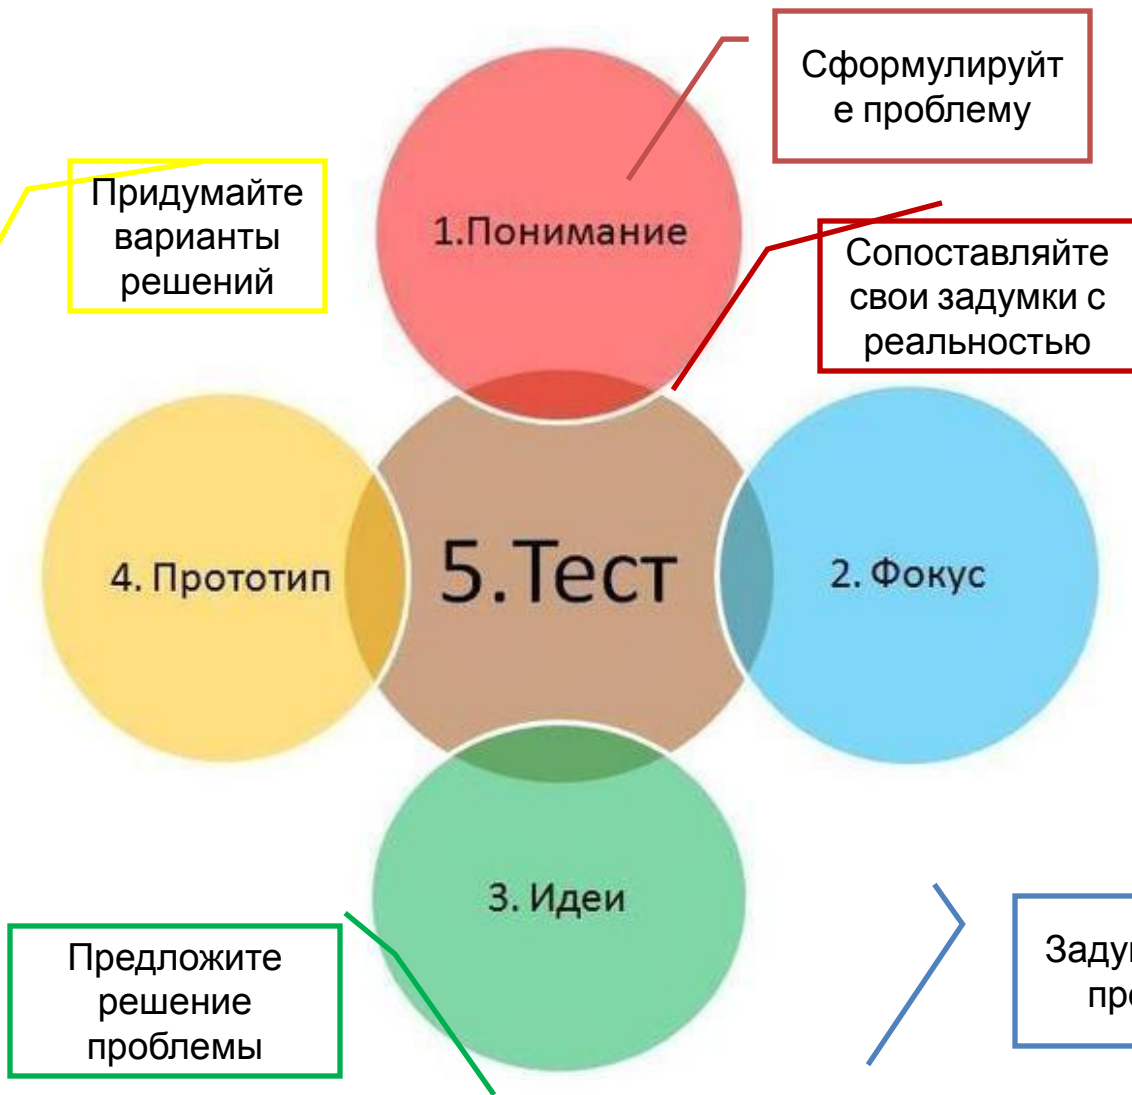 Сформулируйт
е проблему
Придумайте
варианты
решений
1.Понимание
Сопоставляйте
свои задумки с
реальностью
4. Прототип
5.Тест
2. Фокус
3. Идеи
Предложите
решение
проблемы